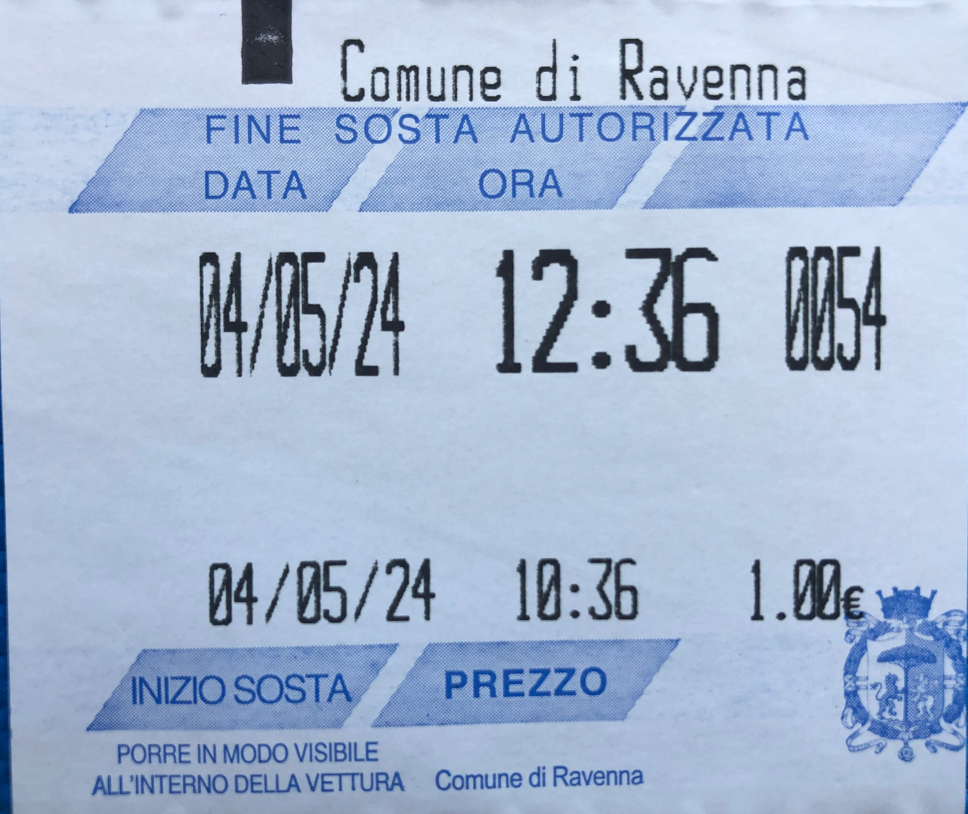 Comune di Ravenna
FINE SOSTA AUTORIZZATA
DATA ORA
04/05/24 12:36 0054
04/05/24 10:36 1.00€
INIZIO SOSTA PREZZO
PORRE IN MODO VISIBILE
ALL'INTERNO DELLA VETTURA Comune di Ravenna